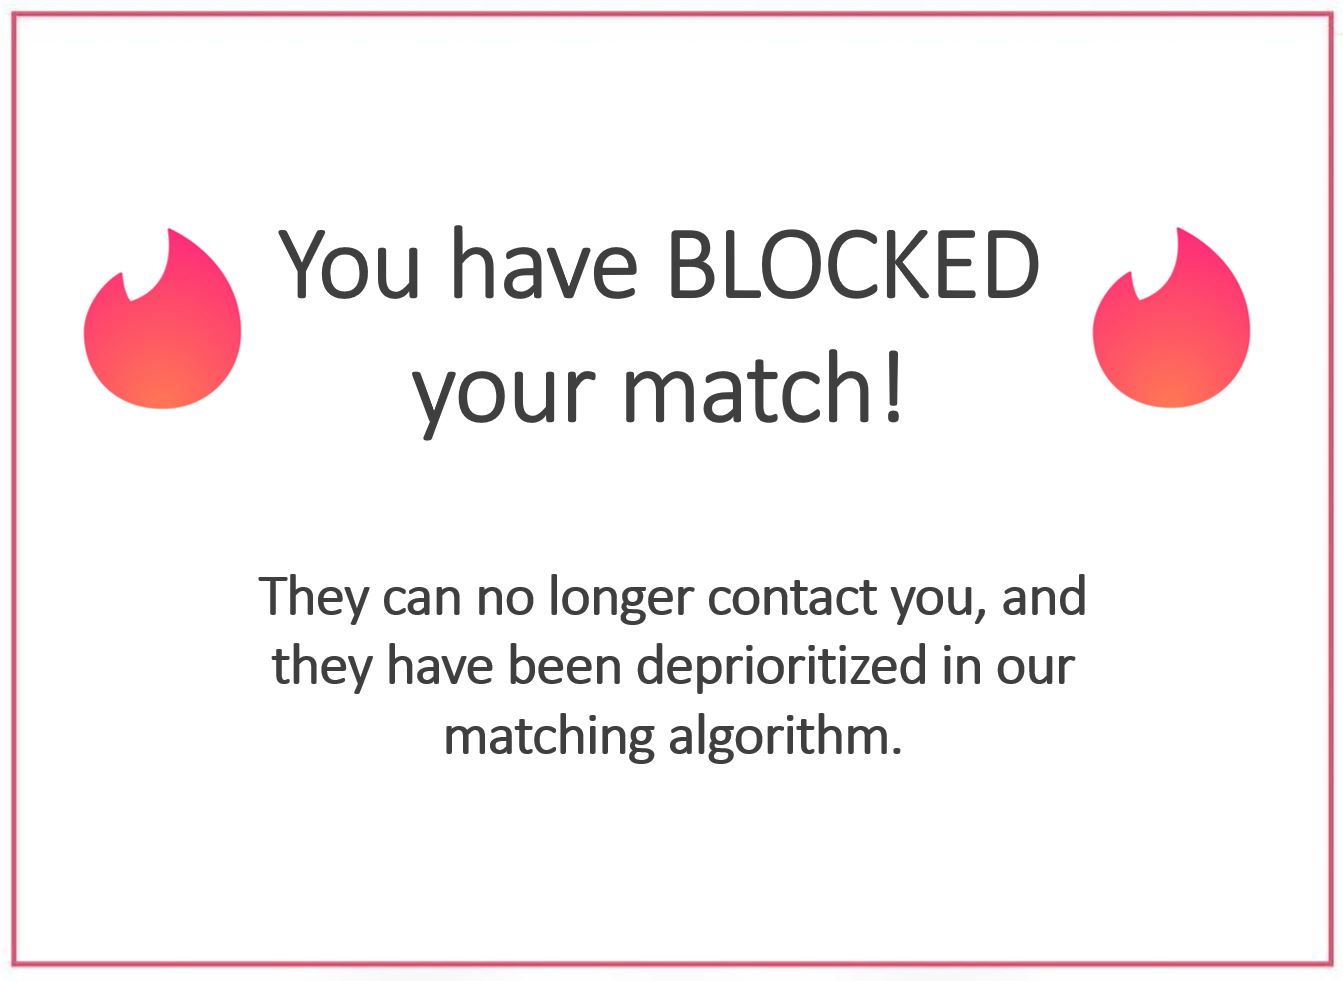 You have BLOCKED
your match!
They can no longer contact you, and
they have been deprioritized in our
matching algorithm.